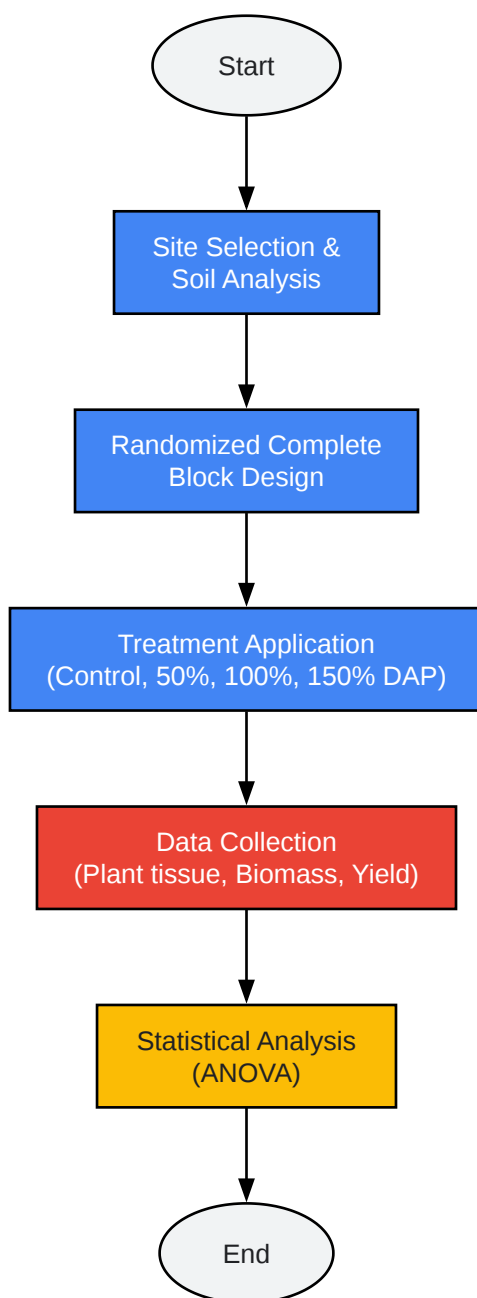 Start
Site Selection &
Soil Analysis
Randomized Complete
Block Design
Treatment Application
(Control, 50%, 100%, 150% DAP)
Data Collection
(Plant tissue, Biomass, Yield)
Statistical Analysis
(ANOVA)
End